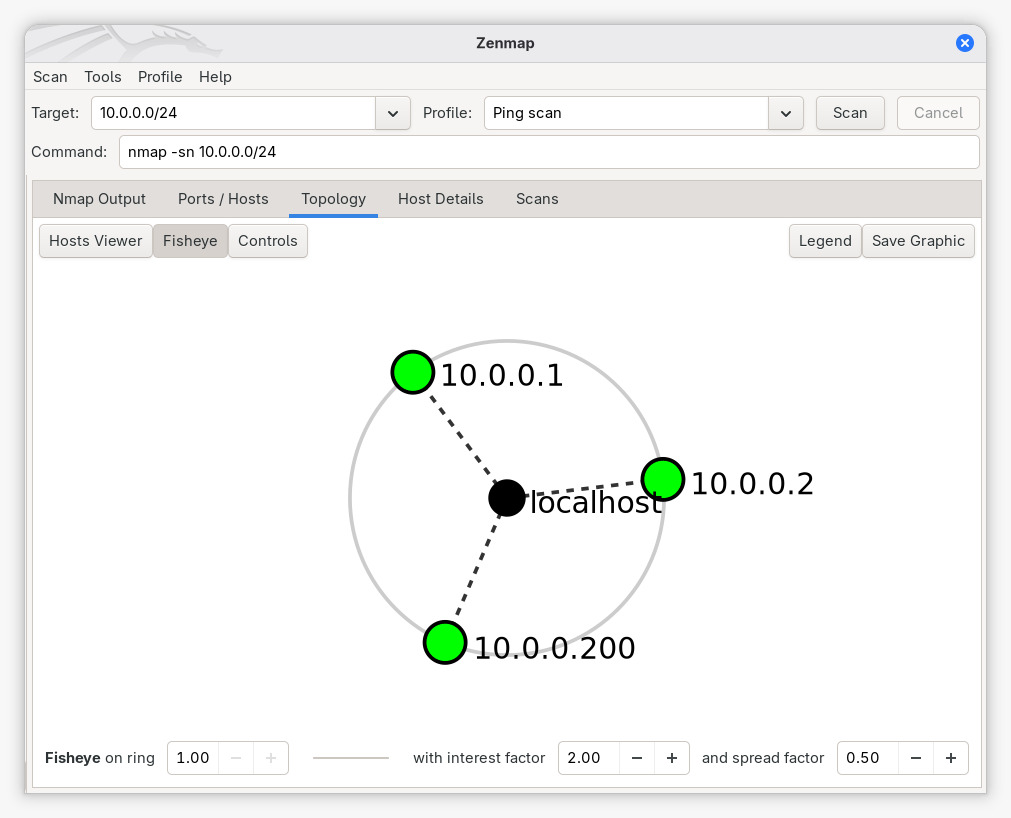 Zenmap
Scan Tools Profile Help
Target: 10.0.0.0/24 Profile: Ping scan Scan Cancel
Command: nmap -sn 10.0.0.0/24
Nmap Output Ports / Hosts Topology Host Details Scans
Hosts Viewer Fisheye Controls Legend Save Graphic
10.0.0.1
10.0.0.2
localhost
10.0.0.200
Fisheye on ring 1.00 − + with interest factor 2.00 − + and spread factor 0.50 − +